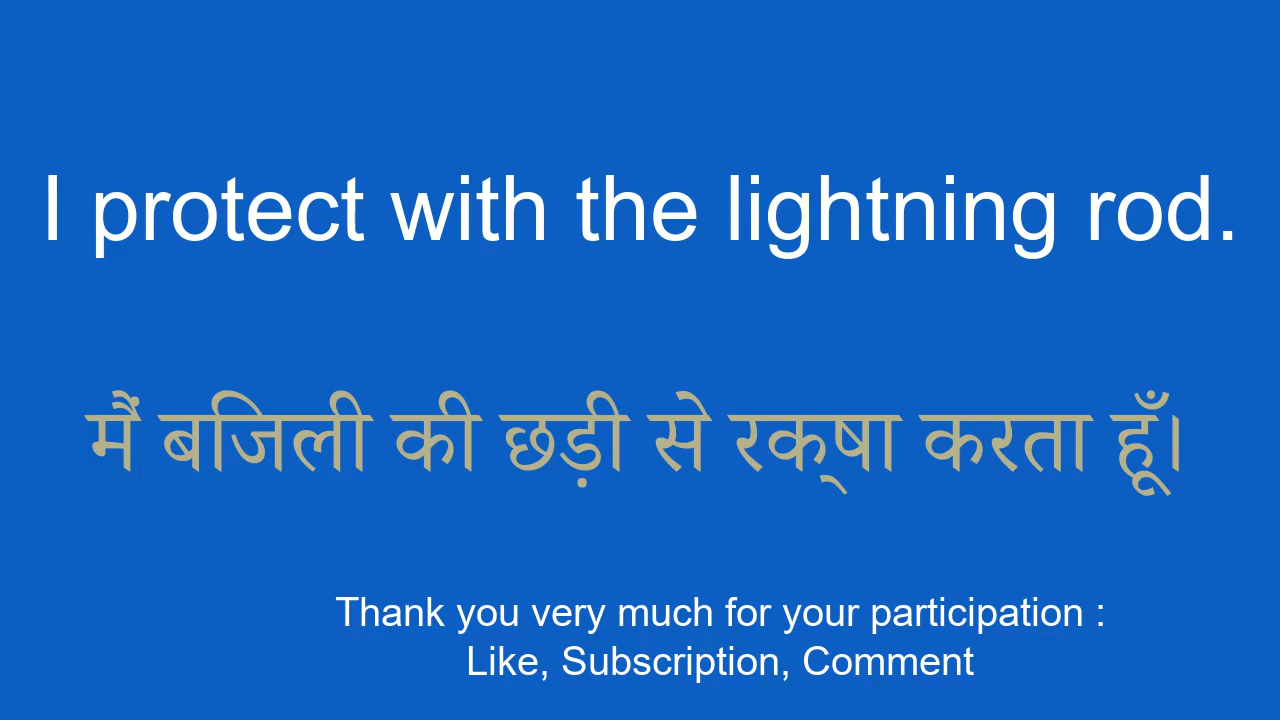 I protect with the lightning rod.
मैं बजिली की छड़ी से रक्‌षा करता हूँ।
Thank you very much for your participation :
Like, Subscription, Comment